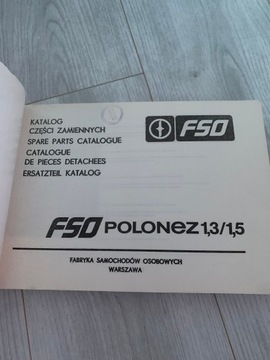 KATALOG
CZĘŚCI ZAMIENNYCH
SPARE PARTS CATALOGUE
CATALOGUE
DE PIECES DETACHEES
ERSATZTEIL KATALOG
FSO
FSO POLONEZ 1,3/1,5
FABRYKA SAMOCHODÓW OSOBOWYCH
WARSZAWA